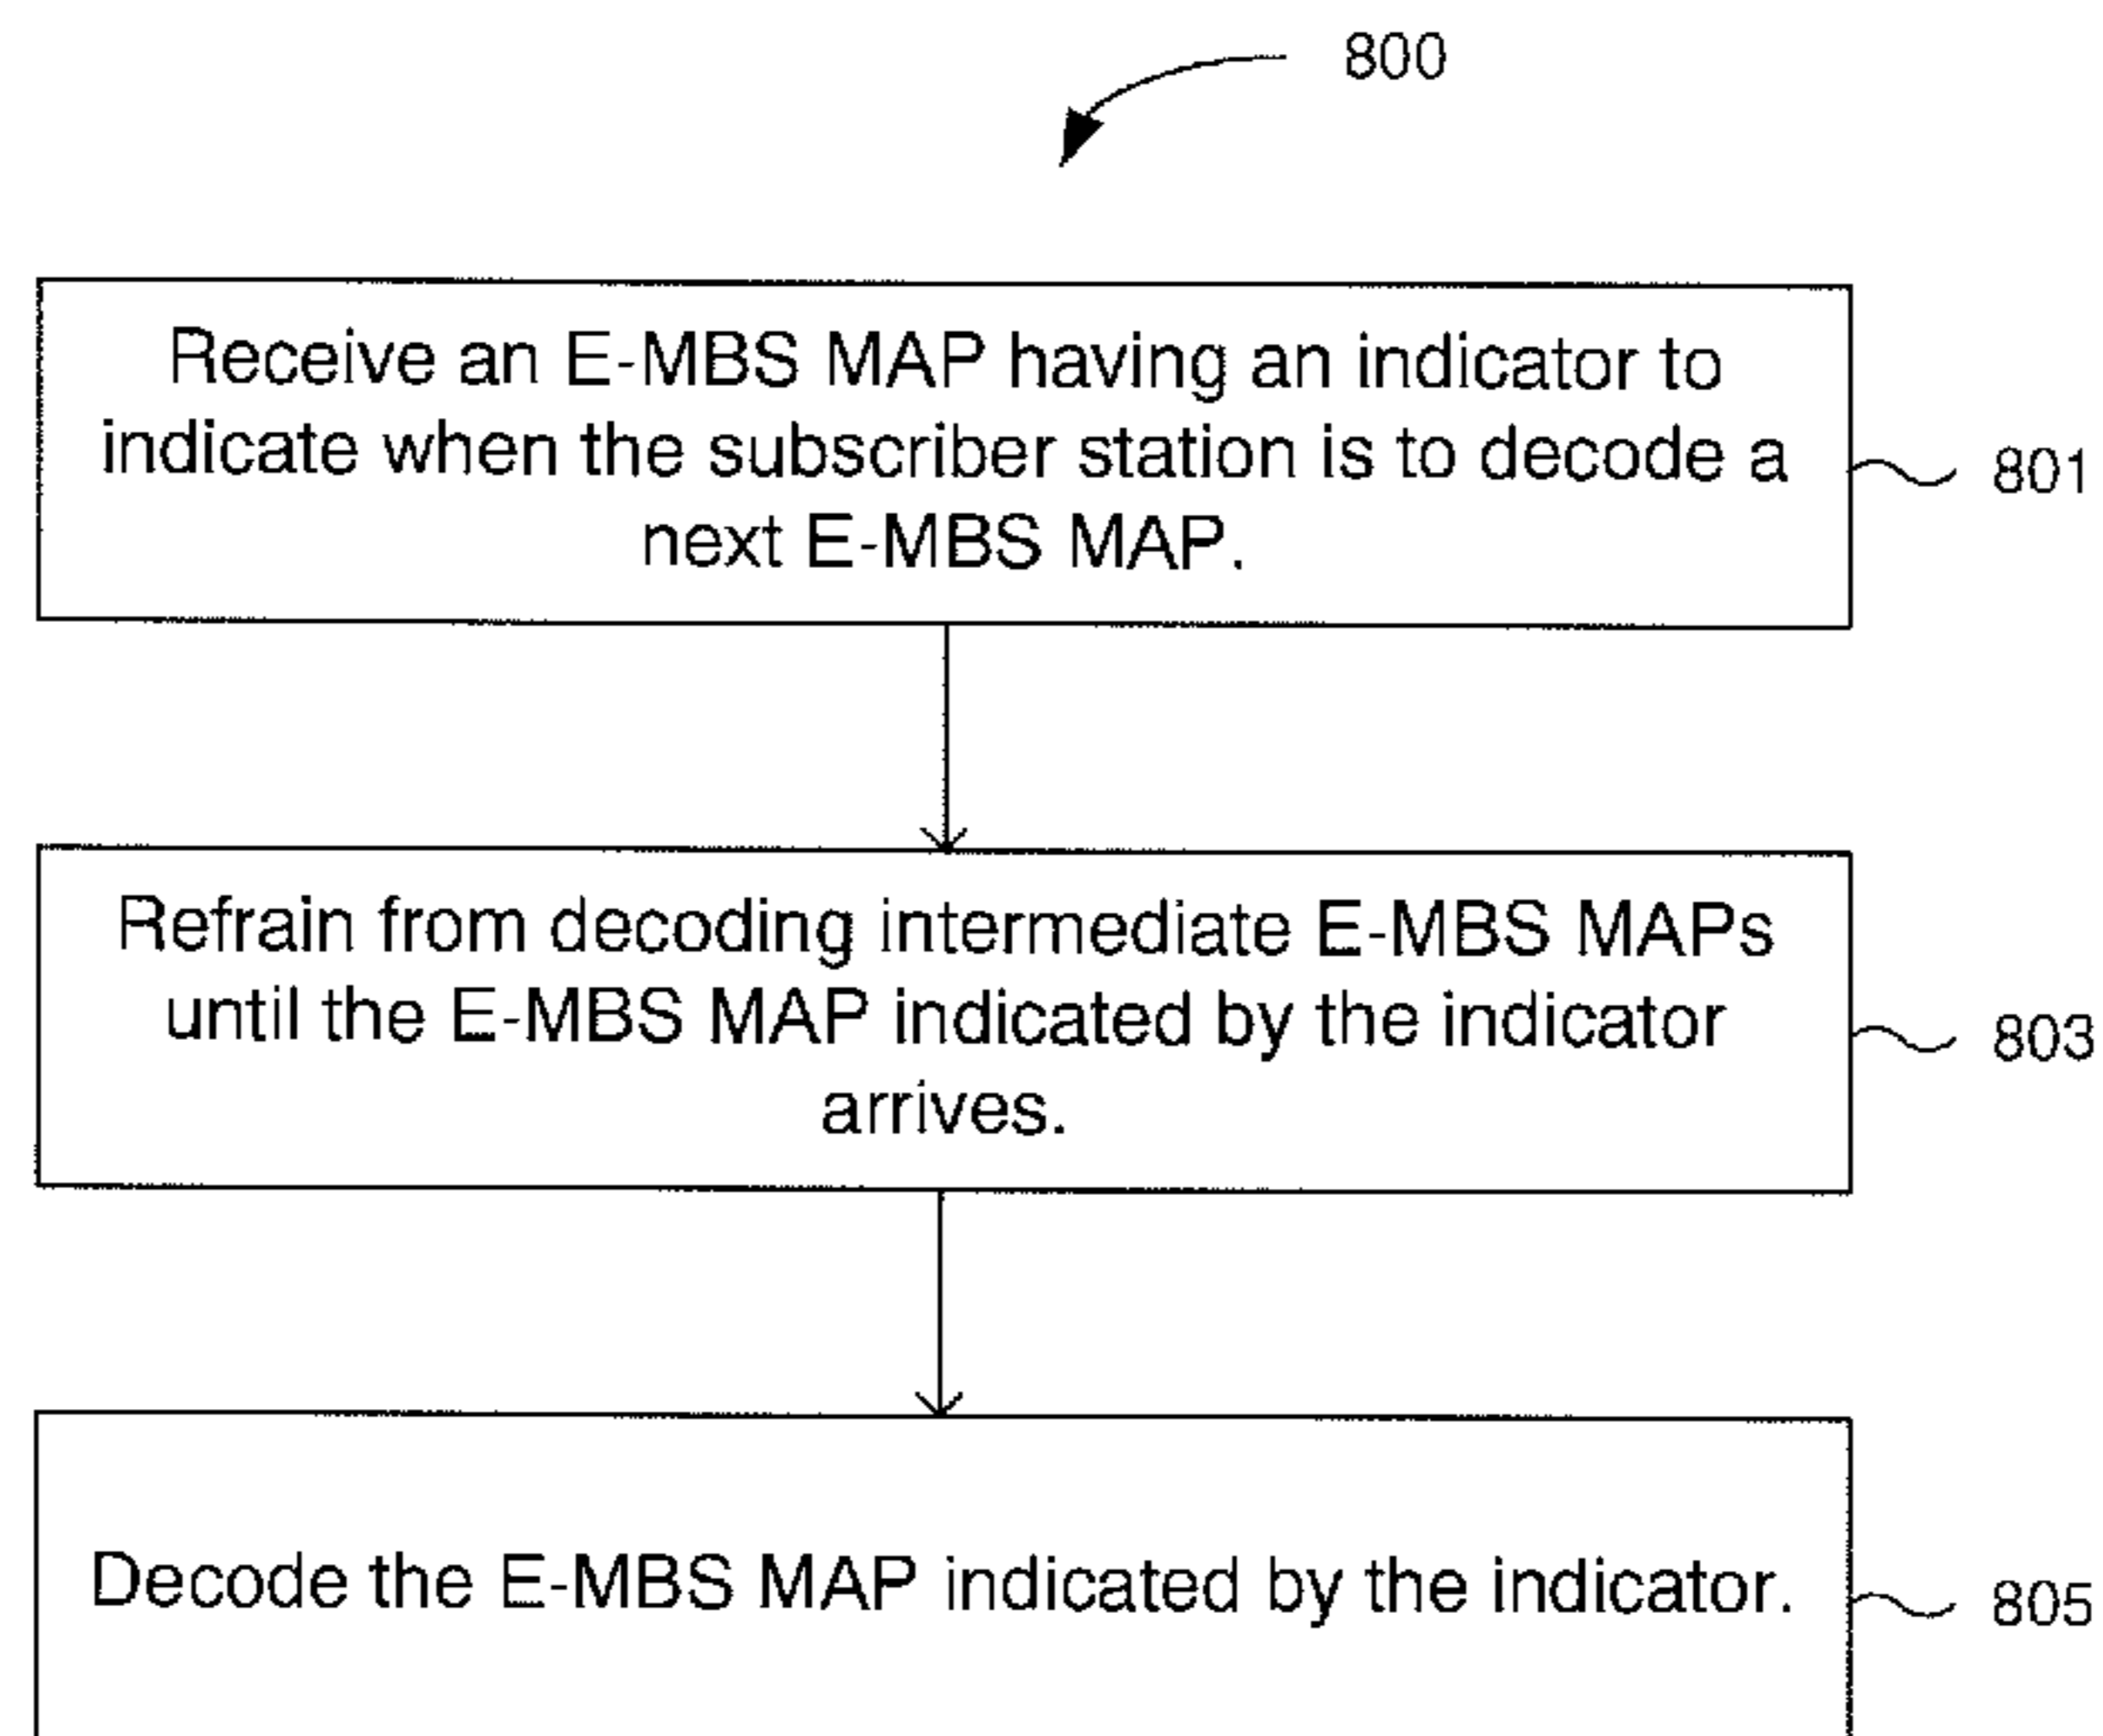 800
Receive an E-MBS MAP having an indicator to
indicate when the subscriber station is to decode a
next E-MBS MAP.
801
Refrain from decoding intermediate E-MBS MAPs
until the E-MBS MAP indicated by the indicator
arrives.
803
Decode the E-MBS MAP indicated by the indicator.
805